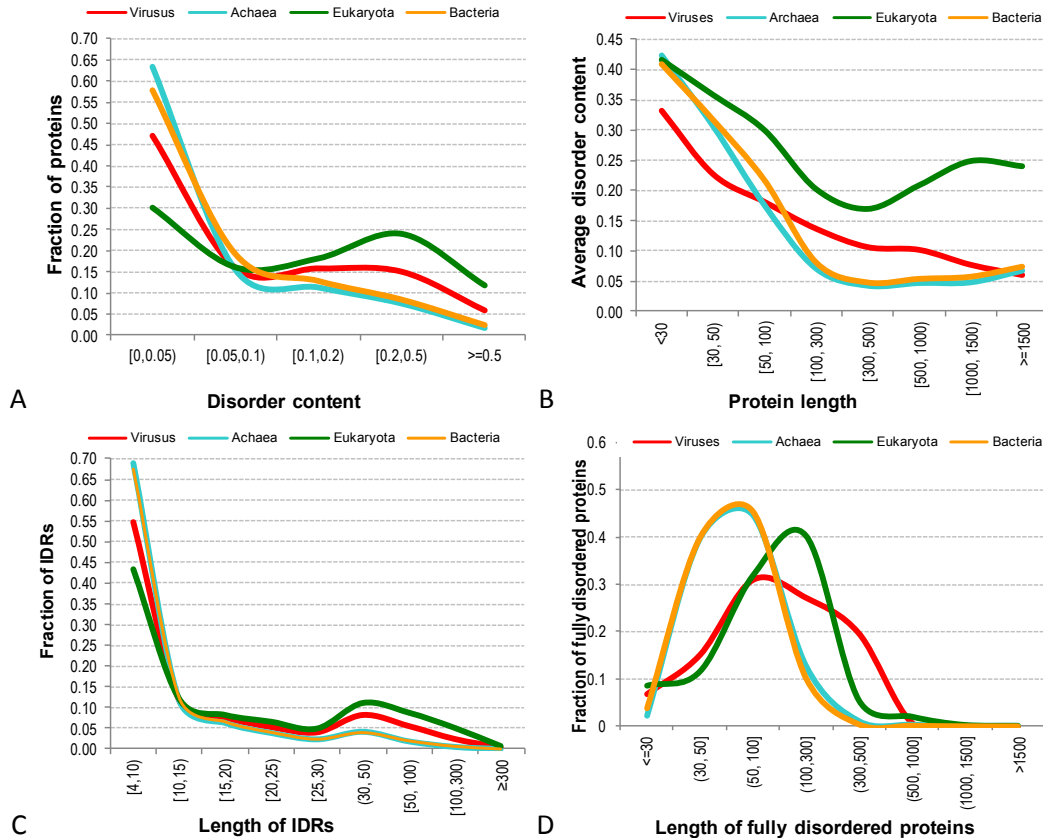 Virusus Achaea Eukaryota Bacteria
Fraction of proteins
0.70
0.65
0.60
0.55
0.50
0.45
0.40
0.35
0.30
0.25
0.20
0.15
0.10
0.05
0.00
[0,0.05) [0.05,0.1) [0.1,0.2) [0.2,0.5) >=0.5
A
Disorder content
Viruses Archaea Eukaryota Bacteria
Average disorder content
0.45
0.40
0.35
0.30
0.25
0.20
0.15
0.10
0.05
0.00
<30 [30, 50) [50, 100) [100, 300) [300, 500) [500, 1000) [1000, 1500) >=1500
B
Protein length
Virusus Achaea Eukaryota Bacteria
Fraction of IDRs
0.70
0.65
0.60
0.55
0.50
0.45
0.40
0.35
0.30
0.25
0.20
0.15
0.10
0.05
0.00
[4,10) [10, 15) [15,20) [20,25) [25,30) (30, 50) [50, 100) [100,300) ≥300
C
Length of IDRs
Viruses Achaea Eukaryota Bacteria
Fraction of fully disordered proteins
0.6
0.5
0.4
0.3
0.2
0.1
0
<=30 (30, 50] (50, 100] (100,300] (300,500] (500, 1000] (1000, 1500] >1500
D
Length of fully disordered proteins